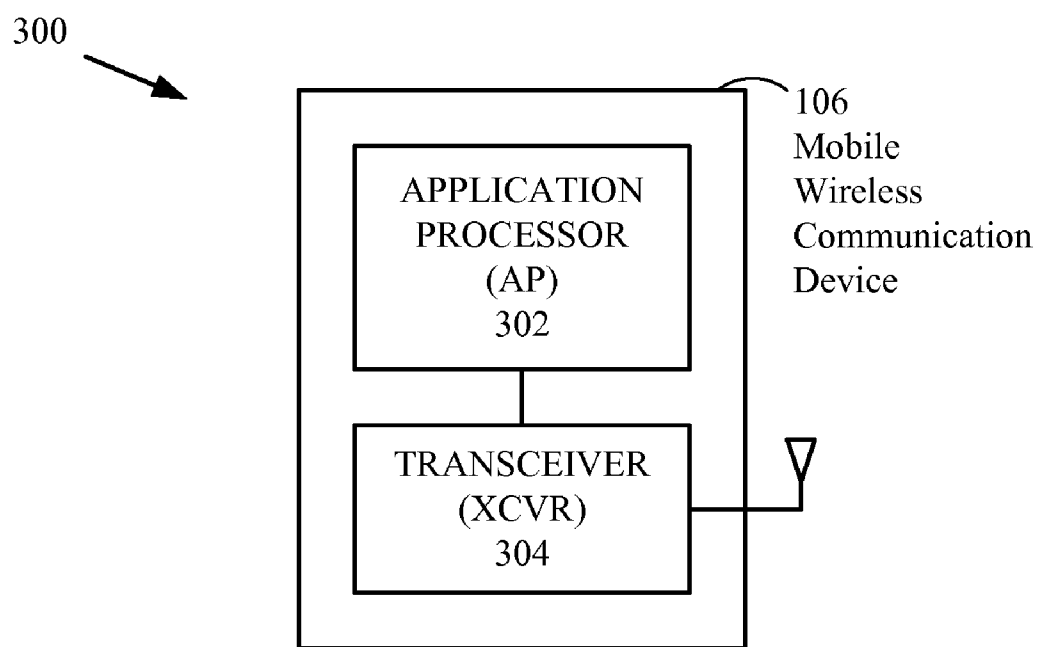 300
106
Mobile
Wireless
Communication
Device
APPLICATION
PROCESSOR
(AP)
302
TRANSCEIVER
(XCVR)
304